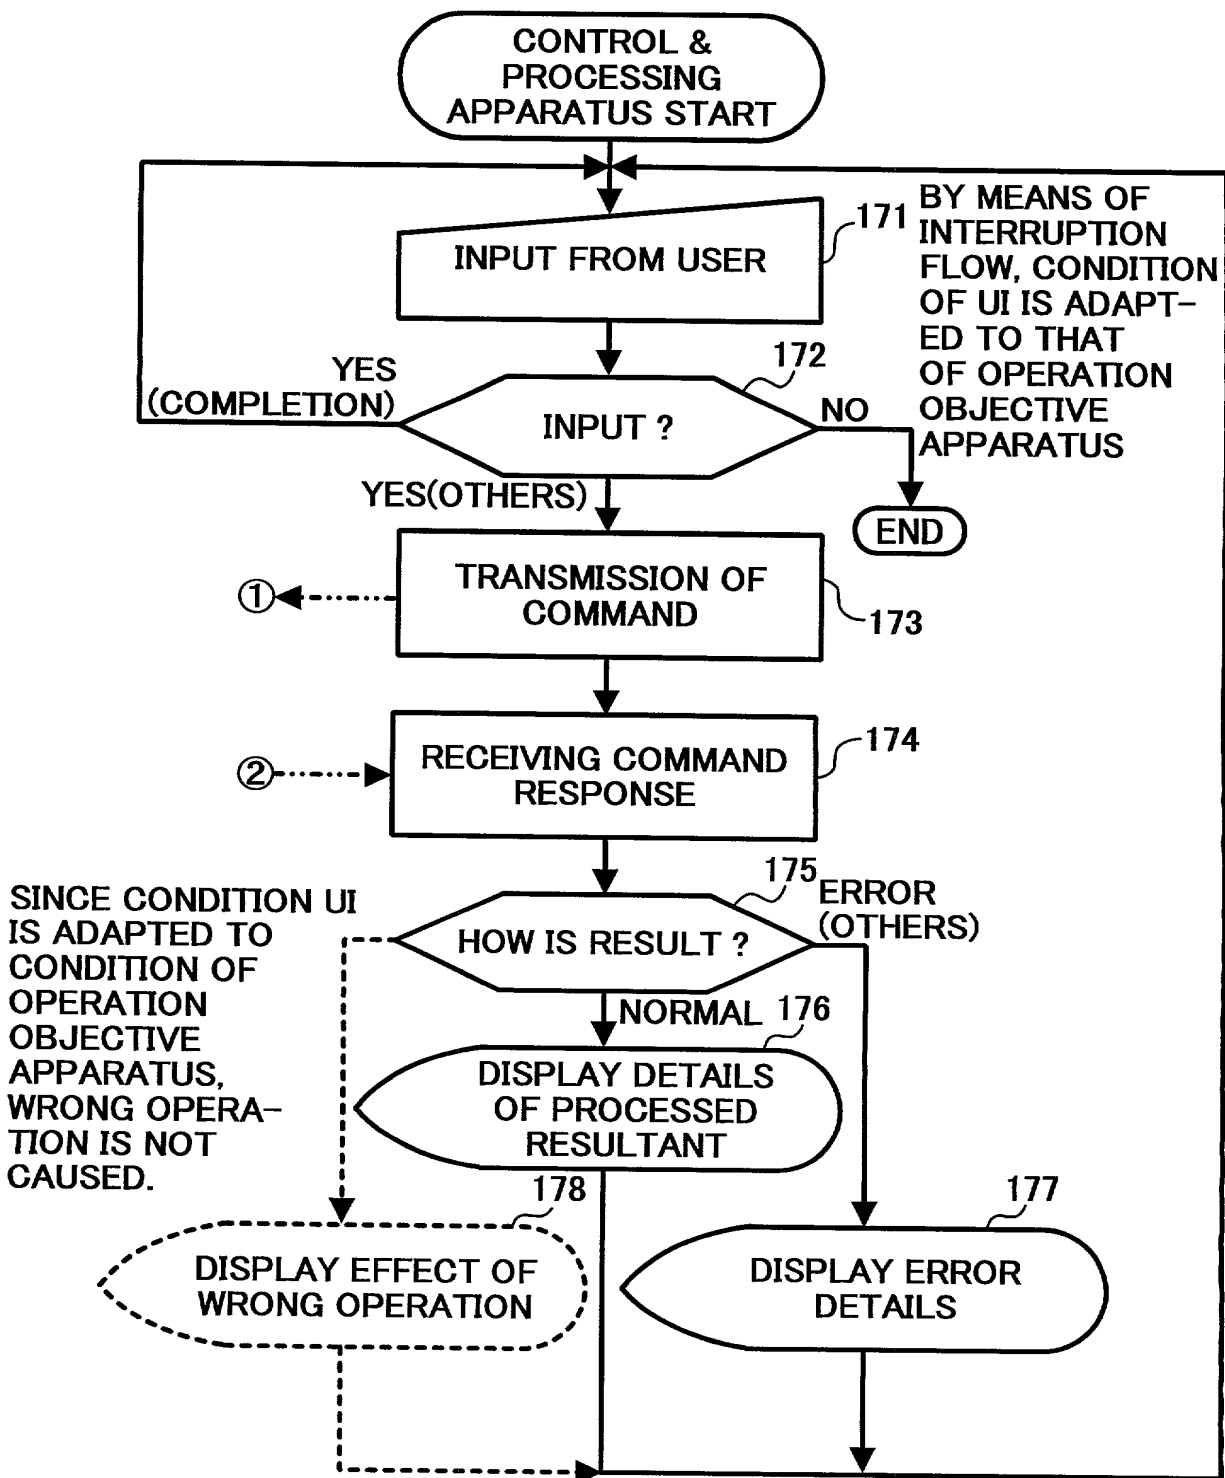 CONTROL &
PROCESSING
APPARATUS START
BY MEANS OF
INTERRUPTION
FLOW, CONDITION
OF UI IS ADAPT-
ED TO THAT
OF OPERATION
OBJECTIVE
APPARATUS
171
INPUT FROM USER
172
YES
(COMPLETION)
INPUT ?
NO
YES(OTHERS)
END
TRANSMISSION OF
COMMAND
①
173
174
RECEIVING COMMAND
RESPONSE
②
175
ERROR
(OTHERS)
SINCE CONDITION UI
IS ADAPTED TO
CONDITION OF
OPERATION
OBJECTIVE
APPARATUS,
WRONG OPERA-
TION IS NOT
CAUSED.
HOW IS RESULT ?
NORMAL
176
DISPLAY DETAILS
OF PROCESSED
RESULTANT
178
DISPLAY EFFECT OF
WRONG OPERATION
177
DISPLAY ERROR
DETAILS